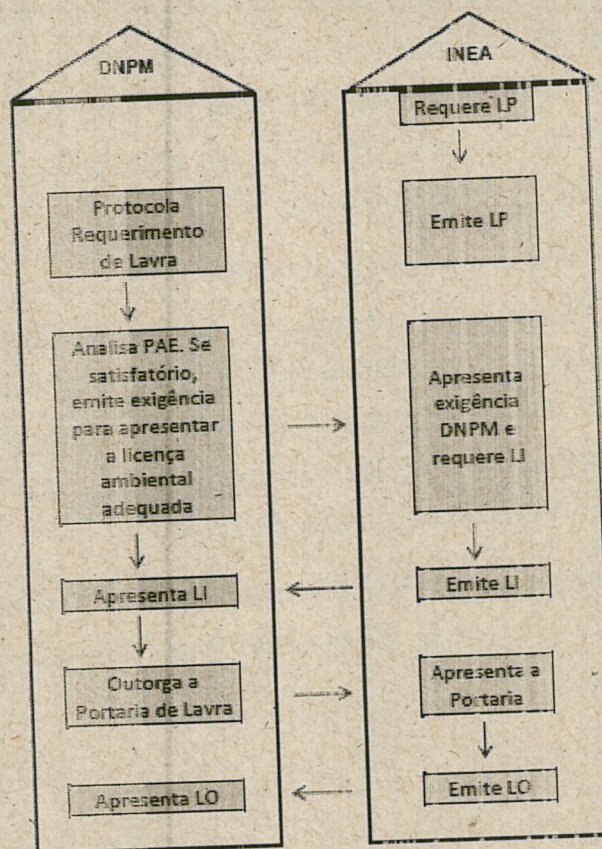 DNPM
Protocola
Requerimento
de Lavra
Analisa PAE. Se
satisfatório,
emite exigência
para apresentar
a licença
ambiental
adequada
Apresenta LI
Outorga a
Portaria de Lavra
Apresenta LO
INEA
Requere LP
Emite LP
Apresenta
exigência
DNPM e
requere LI
Emite LI
Apresenta a
Portaria
Emite LO